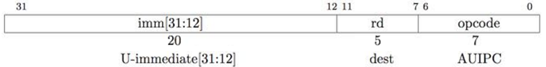 31 12 11 7 6 0
imm[31:12] rd opcode
20 5 7
U-immediate[31:12] dest AUIPC